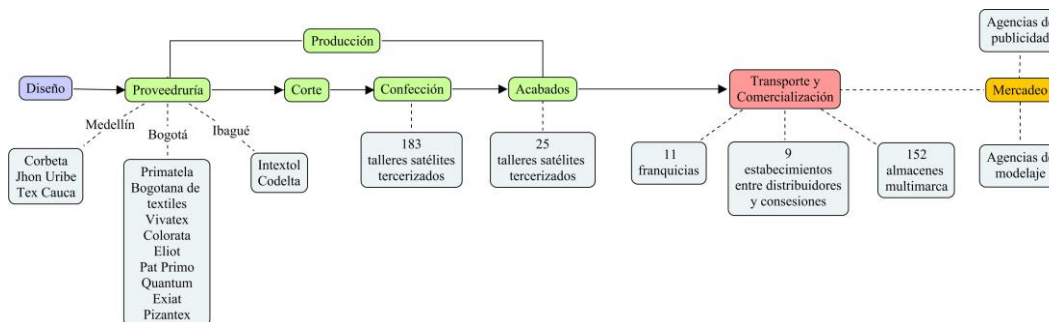 Producción
Diseño
Proveedruría
Corte
Confección
Acabados
Transporte y
Comercialización
Mercadeo
Agencias de
publicidad
Medellín
Bogotá
Ibagué
Corbeta
Jhon Uribe
Tex Cauca
Primatela
Bogotana de
textiles
Vivatex
Colorata
Eliot
Pat Primo
Quantum
Exiat
Pizantex
Intextol
Codelta
183
talleres satélites
tercerizados
25
talleres satélites
tercerizados
11
franquicias
9
estabecimientos
entre distribuidores
y consesiones
152
almacenes
multimarca
Agencias de
modelaje